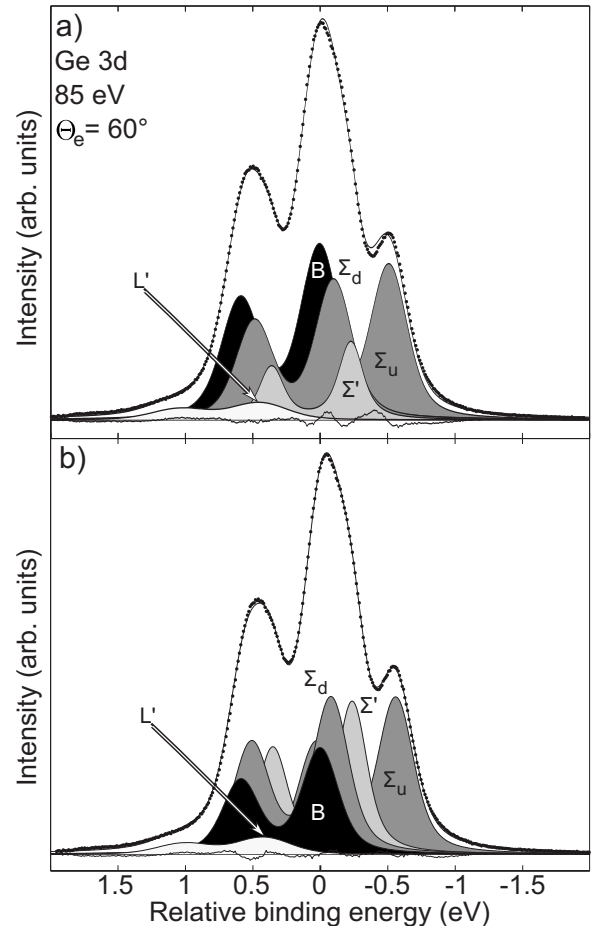 a)
Ge 3d
85 eV
Θe = 60°
Intensity (arb. units)
L'
B
Σd
Σ'
Σu
b)
Intensity (arb. units)
L'
Σd
Σ'
B
Σu
1.5 1 0.5 0 -0.5 -1 -1.5
Relative binding energy (eV)